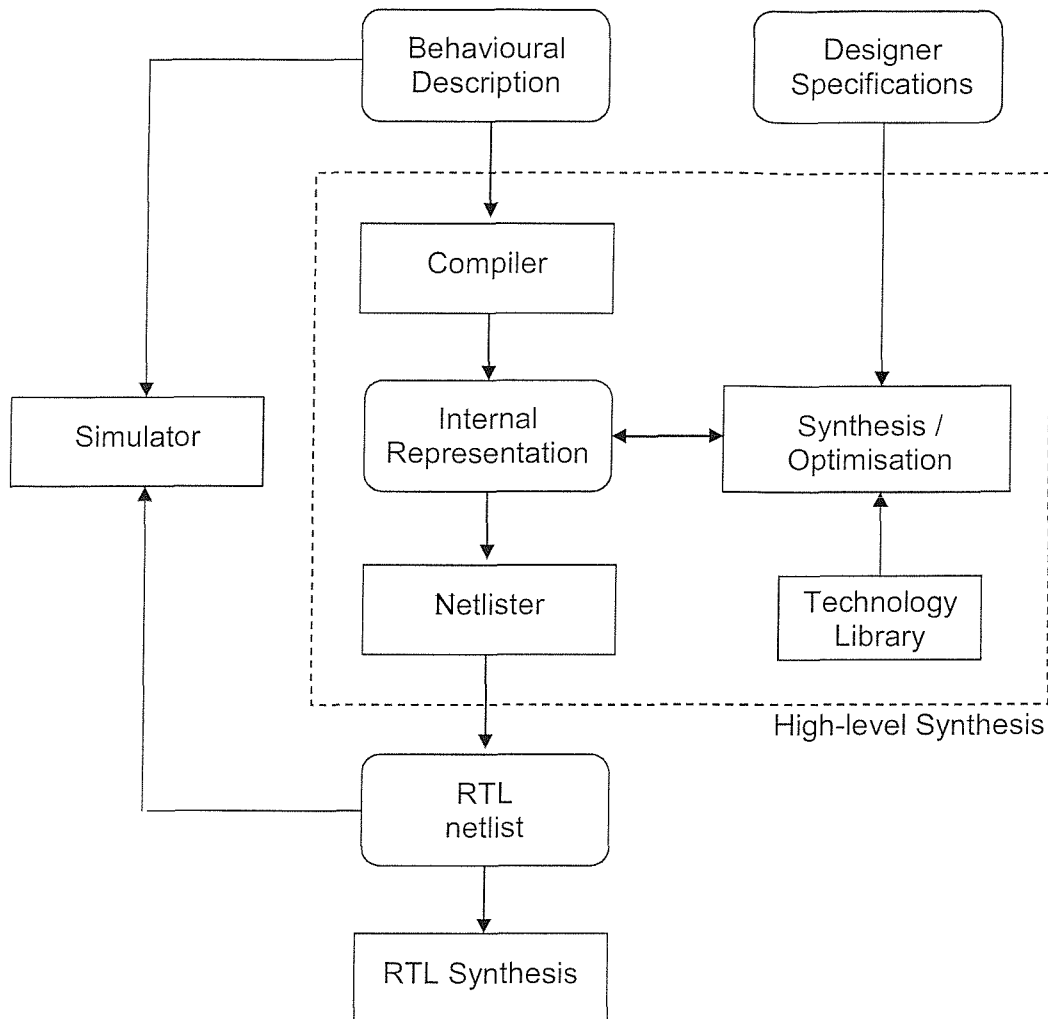 Behavioural
Description
Designer
Specifications
Compiler
Simulator
Internal
Representation
Synthesis /
Optimisation
Netlister
Technology
Library
High-level Synthesis
RTL
netlist
RTL Synthesis